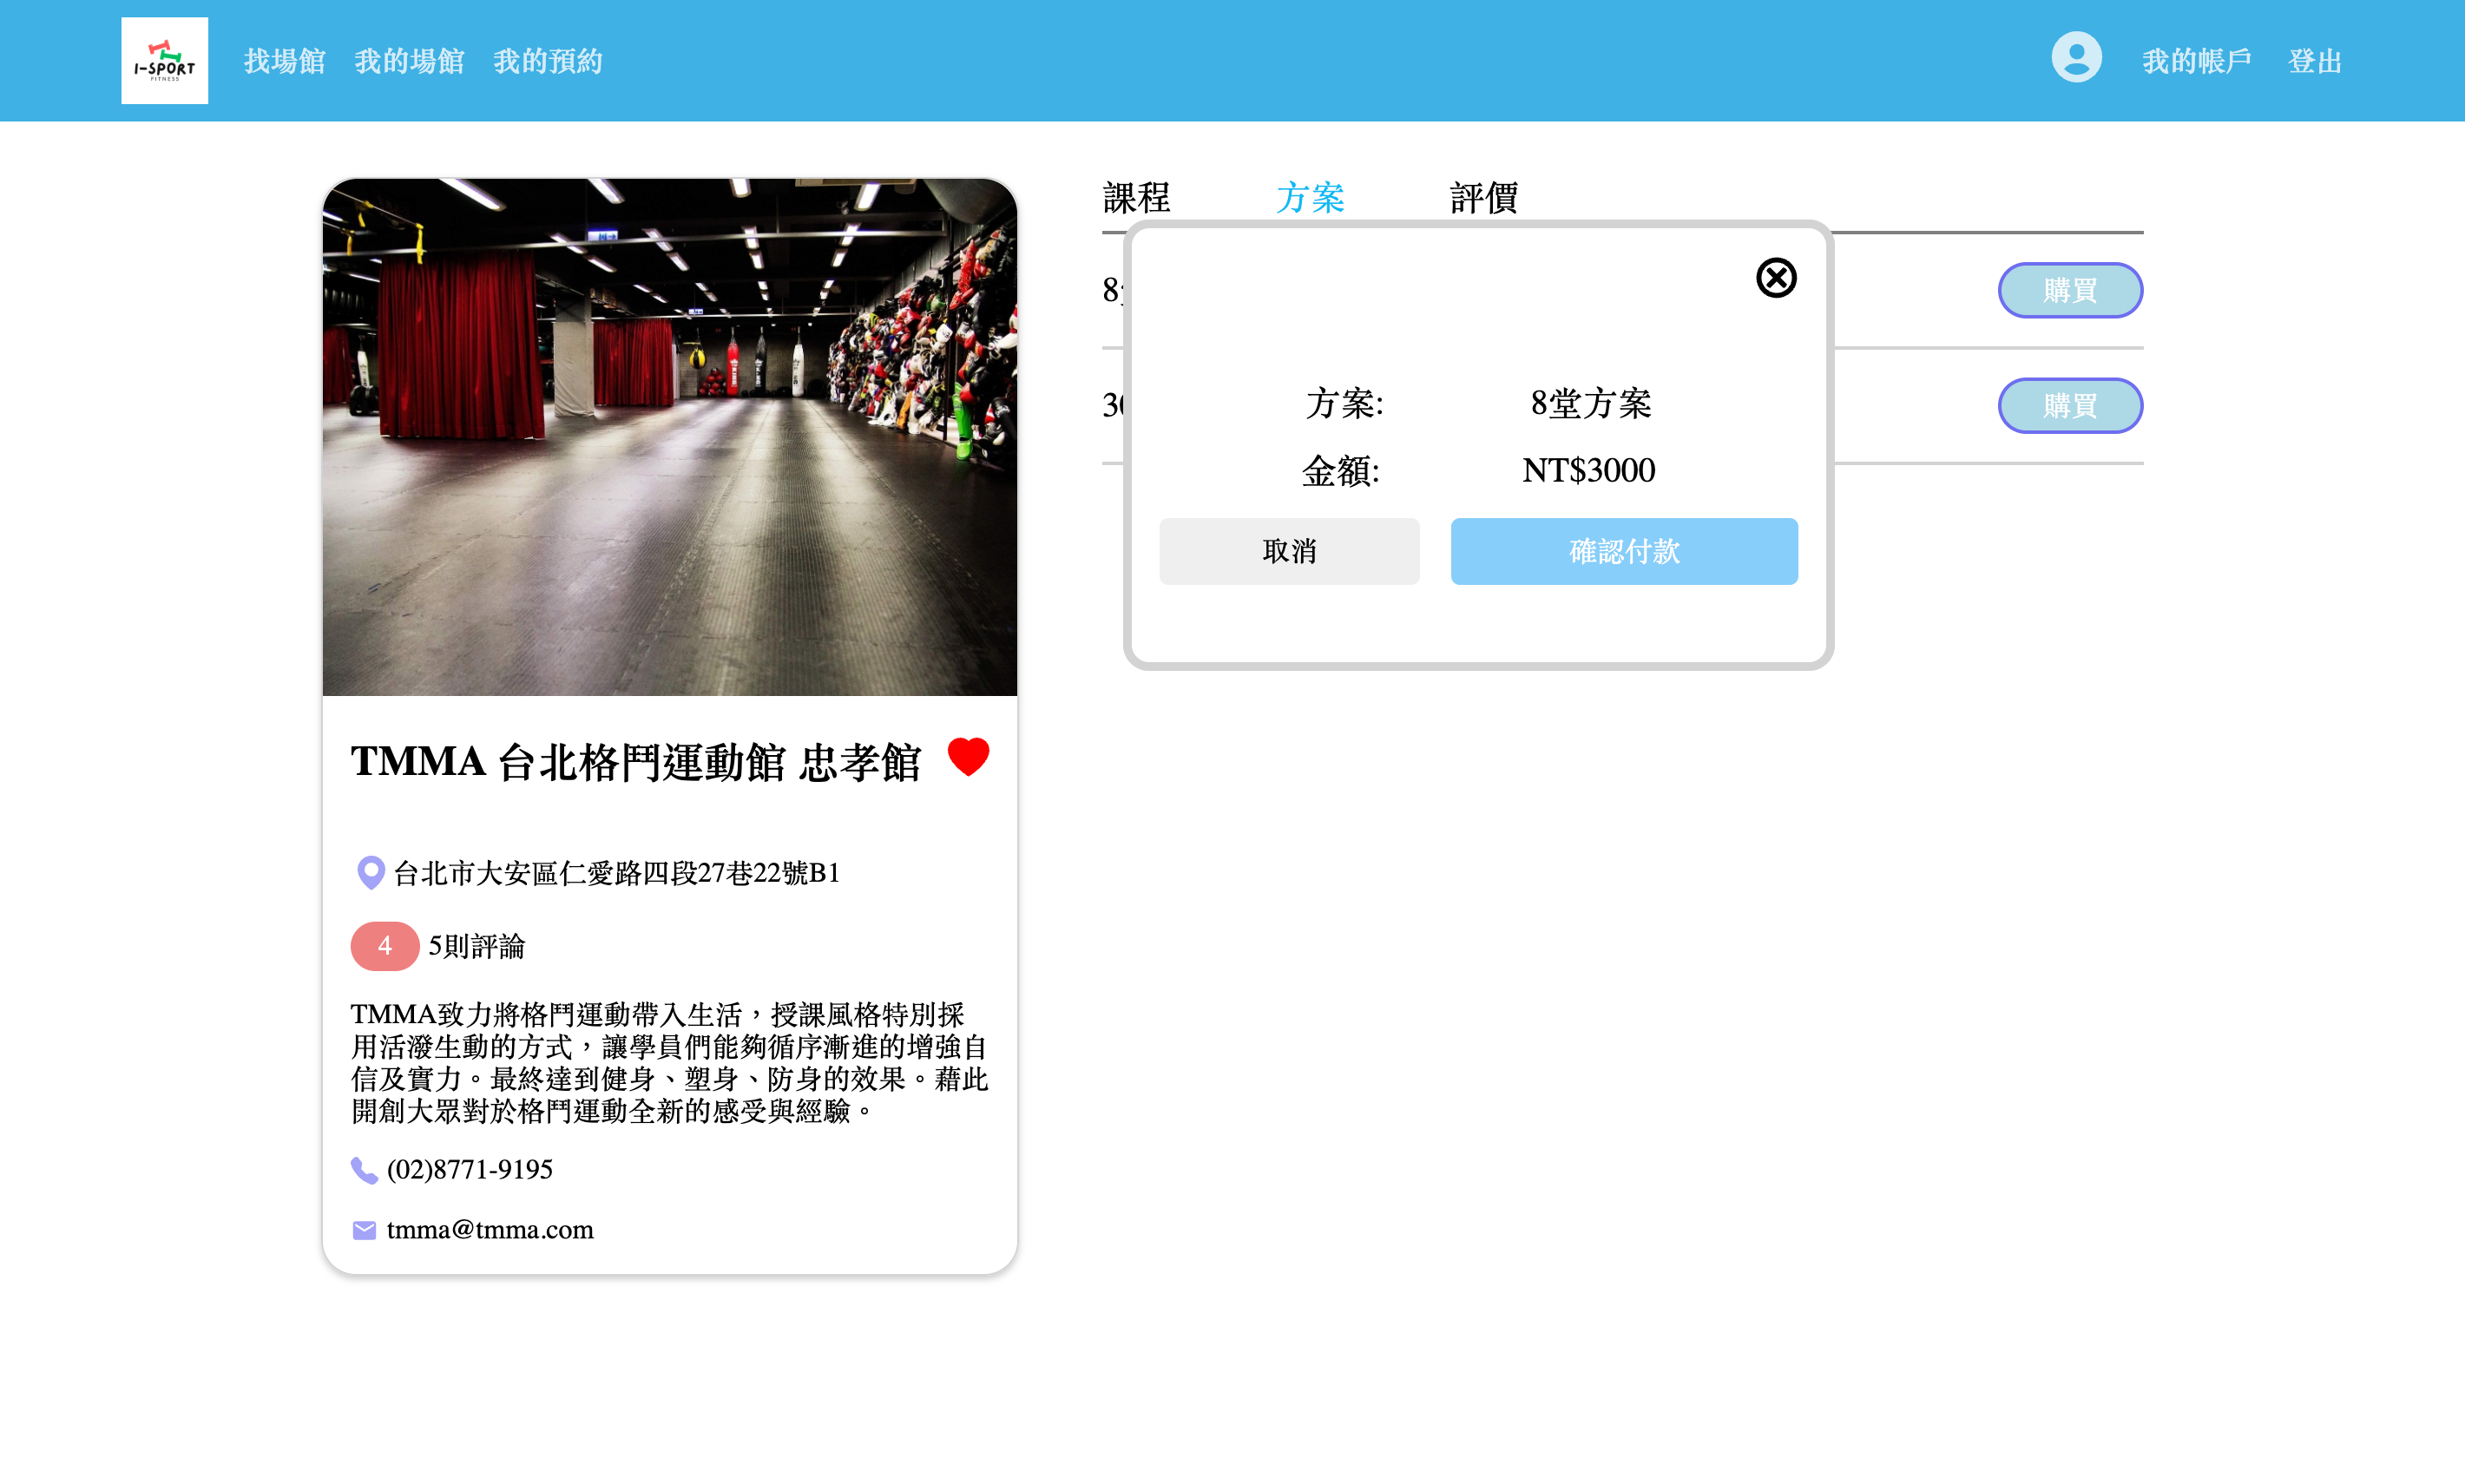 I-SPORT
FITNESS
找場館 我的場館 我的預約
我的帳戶 登出
課程 方案 評價
購買
購買
方案: 8堂方案
金額: NT$3000
取消 確認付款
TMMA 台北格鬥運動館 忠孝館
台北市大安區仁愛路四段27巷22號B1
4 5則評論
TMMA致力將格鬥運動帶入生活，授課風格特別採
用活潑生動的方式，讓學員們能夠循序漸進的增強自
信及實力。最終達到健身、塑身、防身的效果。藉此
開創大眾對於格鬥運動全新的感受與經驗。
(02)8771-9195
tmma@tmma.com